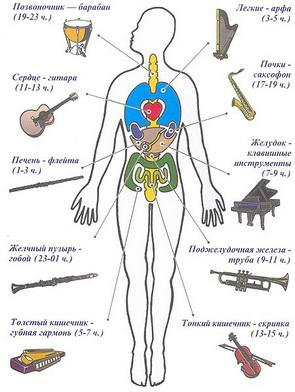 Позвоночник — барабан
(19-23 ч.)
Легкие - арфа
(3-5 ч.)
Сердце - гитара
(11-13 ч.)
Почки -
саксофон
(17-19 ч.)
Печень - флейта
(1-3 ч.)
Желудок -
клавишные
инструменты
(7-9 ч.)
Желчный пузырь -
гобой (23-01 ч.)
Поджелудочная железа -
труба (9-11 ч.)
Толстый кишечник -
губная гармонь (5-7 ч.)
Тонкий кишечник - скрипка
(13-15 ч.)